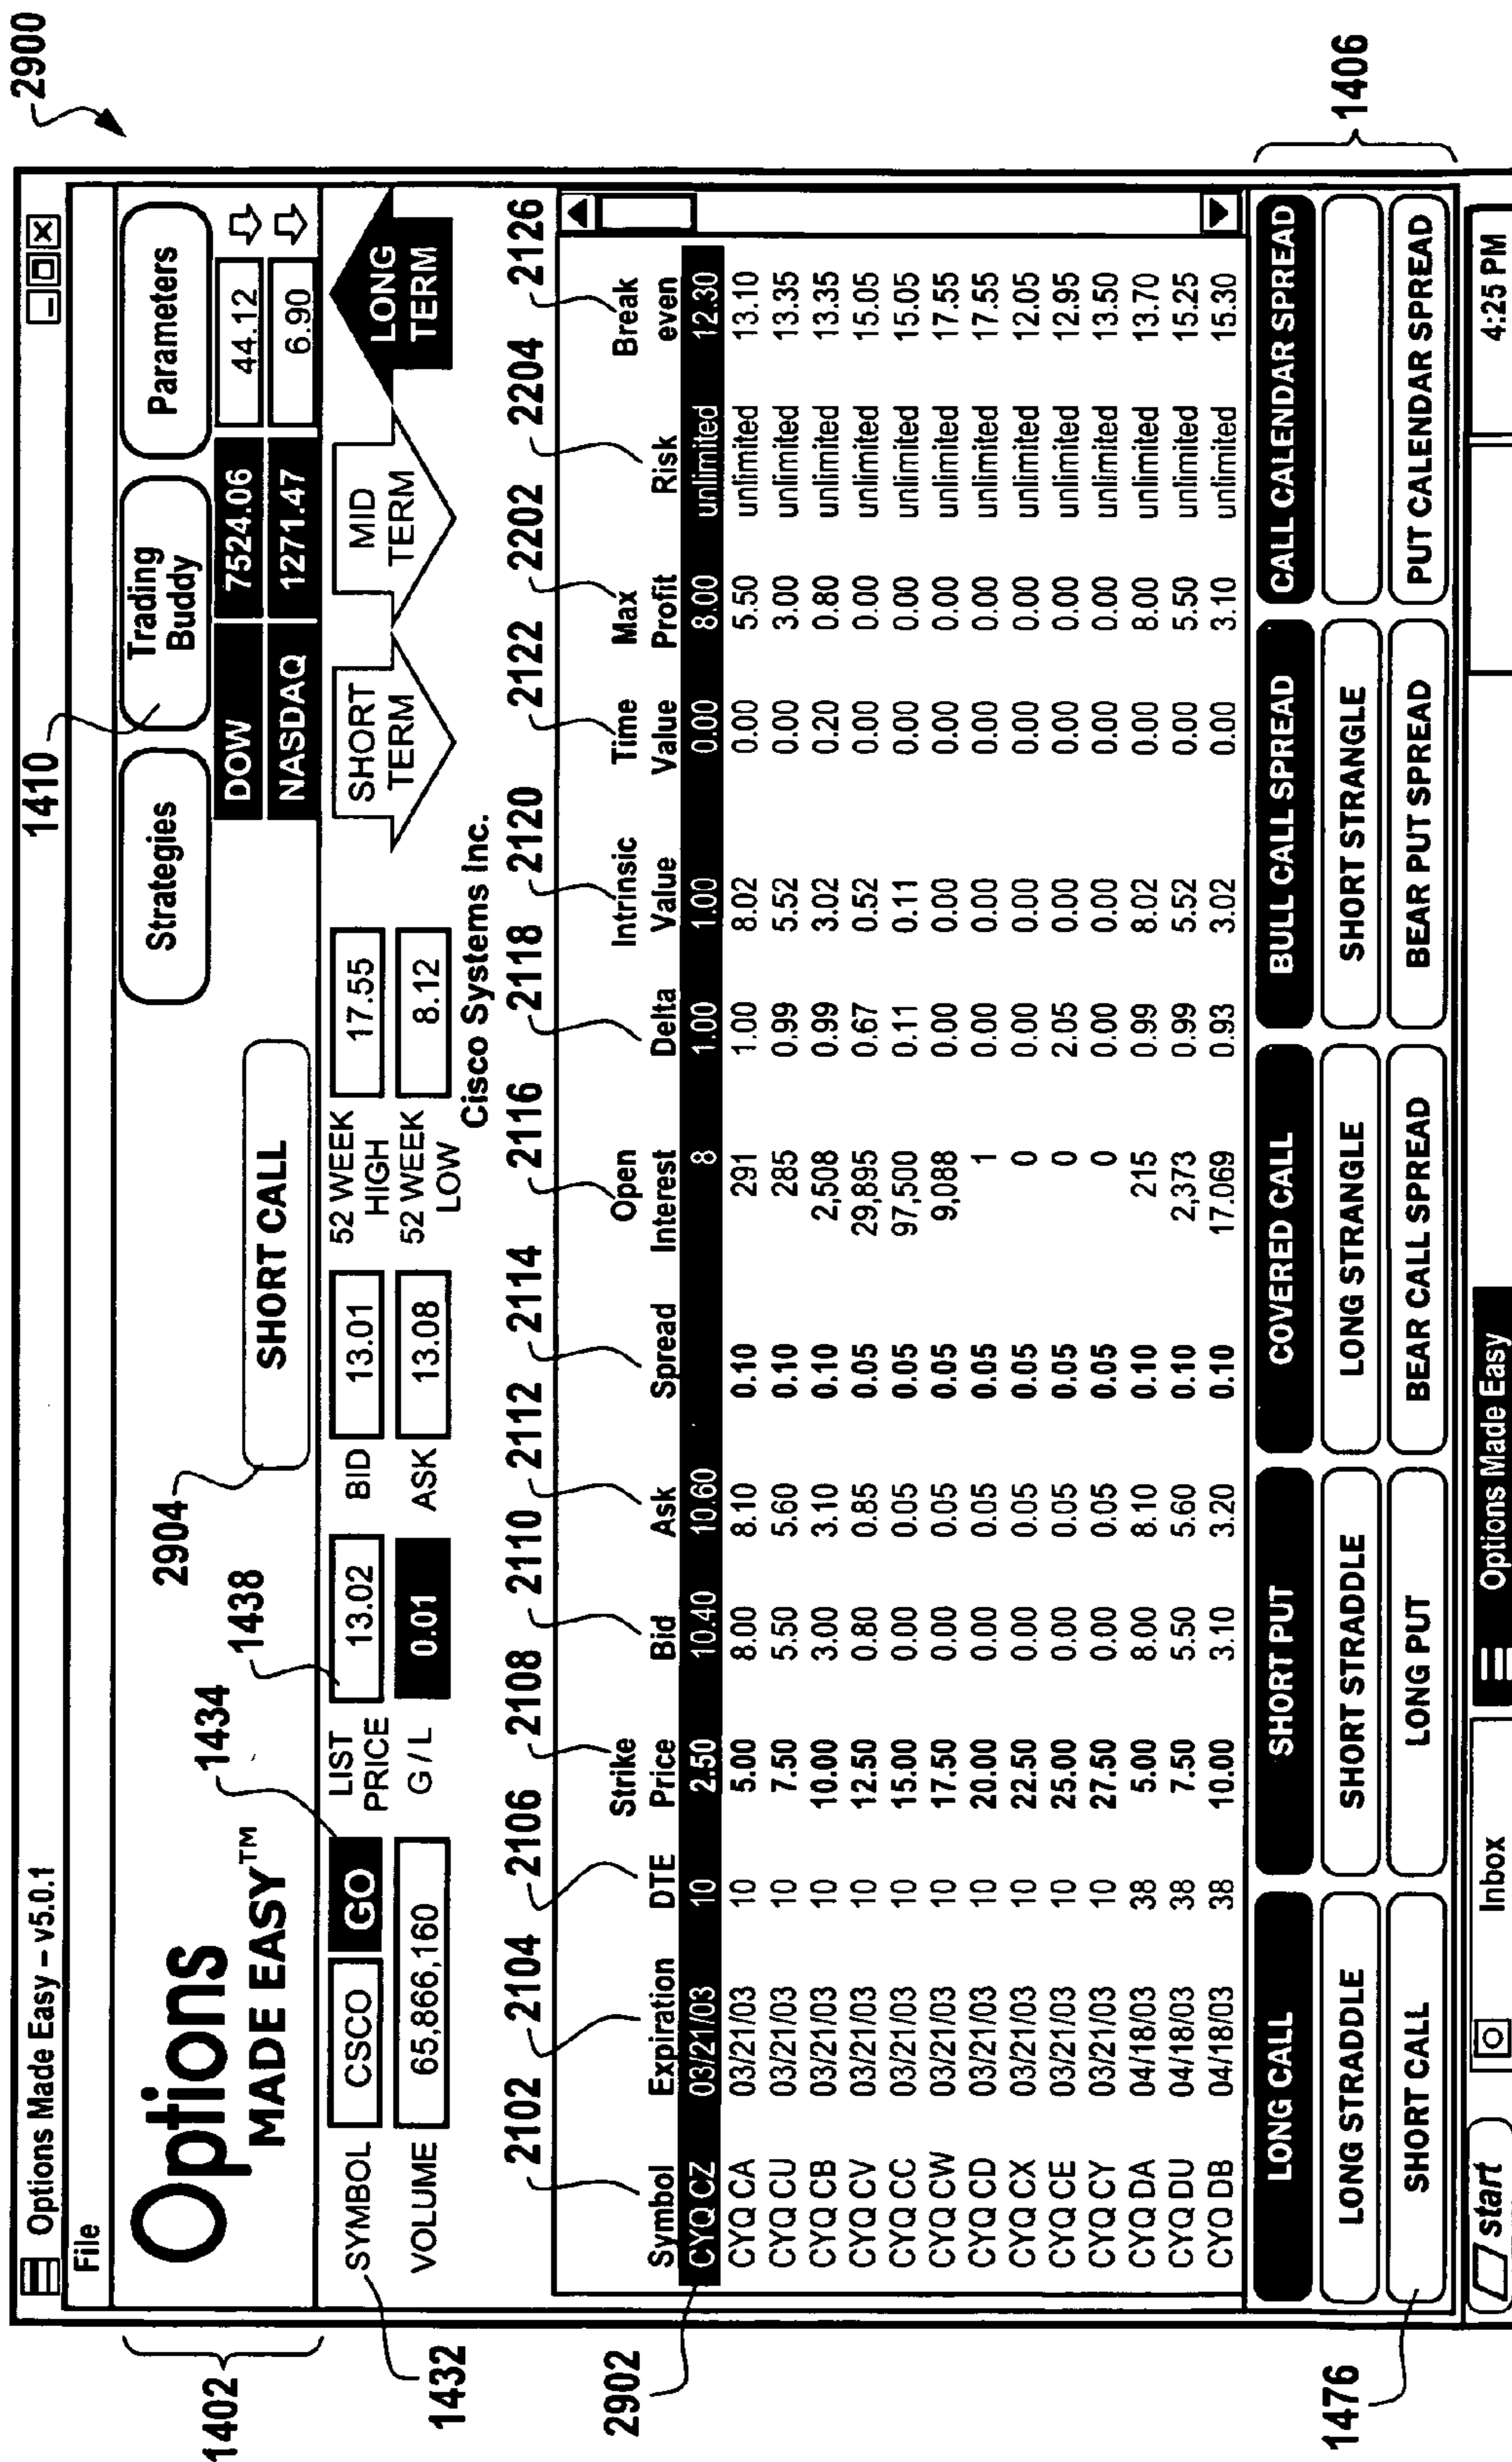 2900
1410
Options Made Easy – v5.0.1
File
Options
MADE EASY™
Strategies
Trading Buddy
Parameters
2904
SHORT CALL
DOW 7524.06 44.12
NASDAQ 1271.47 6.90
1402
1434
1438
SYMBOL CSCO GO
LIST PRICE 13.02
BID 13.01
52 WEEK HIGH 17.55
SHORT TERM
MID TERM
LONG TERM
VOLUME 65,866,160
G / L 0.01
ASK 13.08
52 WEEK LOW 8.12
Cisco Systems Inc.
1432
2102 2104 2106 2108 2110 2112 2114 2116 2118 2120 2122 2202 2204 2126
Symbol Expiration DTE Strike Price Bid Ask Spread Open Interest Delta Intrinsic Value Time Value Max Profit Risk Break even
2902
CYQ CZ 03/21/03 10 2.50 10.40 10.60 8 1.00 1.00 0.00 8.00 unlimited 12.30
CYQ CA 03/21/03 10 5.00 8.00 8.10 0.10 291 1.00 8.02 0.00 5.50 unlimited 13.10
CYQ CU 03/21/03 10 7.50 5.50 5.60 0.10 285 0.99 5.52 0.00 3.00 unlimited 13.35
CYQ CB 03/21/03 10 10.00 3.00 3.10 0.10 2,508 0.99 3.02 0.20 0.80 unlimited 13.35
CYQ CV 03/21/03 10 12.50 0.80 0.85 0.05 29,895 0.67 0.52 0.00 0.00 unlimited 15.05
CYQ CC 03/21/03 10 15.00 0.00 0.05 0.05 97,500 0.11 0.11 0.00 0.00 unlimited 15.05
CYQ CW 03/21/03 10 17.50 0.00 0.05 0.05 9,088 0.00 0.00 0.00 0.00 unlimited 17.55
CYQ CD 03/21/03 10 20.00 0.00 0.05 0.05 1 0.00 0.00 0.00 0.00 unlimited 17.55
CYQ CX 03/21/03 10 22.50 0.00 0.05 0.05 0 0.00 0.00 0.00 0.00 unlimited 12.05
CYQ CE 03/21/03 10 25.00 0.00 0.05 0.05 0 2.05 0.00 0.00 0.00 unlimited 12.95
CYQ CY 03/21/03 10 27.50 0.00 0.05 0.05 0 0.00 0.00 0.00 0.00 unlimited 13.50
CYQ DA 04/18/03 38 5.00 8.00 8.10 0.10 215 0.99 8.02 0.00 8.00 unlimited 13.70
CYQ DU 04/18/03 38 7.50 5.50 5.60 0.10 2,373 0.99 5.52 0.00 5.50 unlimited 15.25
CYQ DB 04/18/03 38 10.00 3.10 3.20 0.10 17.069 0.93 3.02 0.00 3.10 unlimited 15.30
LONG CALL SHORT PUT COVERED CALL BULL CALL SPREAD CALL CALENDAR SPREAD
1406
LONG STRADDLE SHORT STRADDLE LONG STRANGLE SHORT STRANGLE
SHORT CALL LONG PUT BEAR CALL SPREAD BEAR PUT SPREAD PUT CALENDAR SPREAD
1476
start Inbox Options Made Easy 4:25 PM